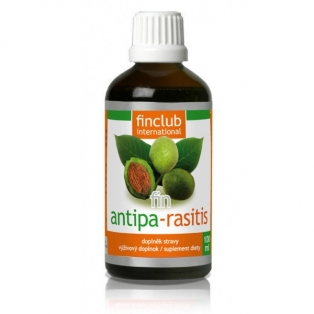 finclub
international
fin
antipa-rasitis
doplněk stravy
výživový doplnok / suplement diety
100
ml